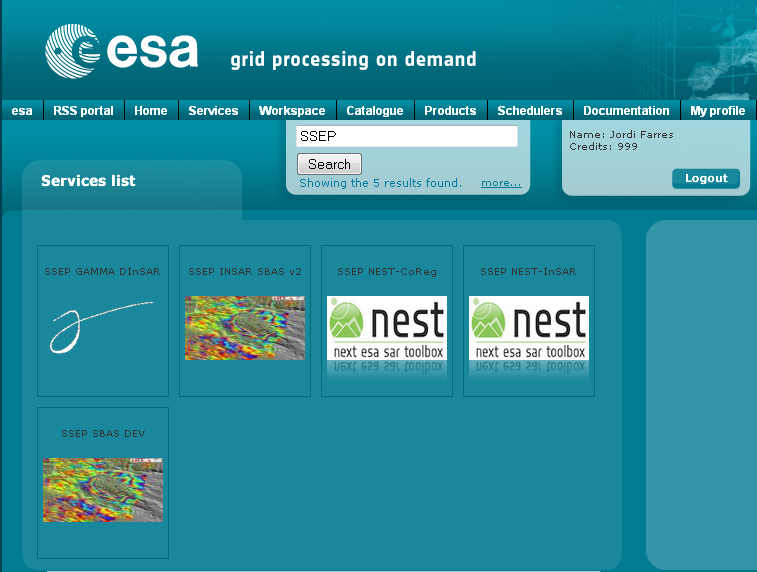 esa
grid processing on demand
esa RSS portal Home Services Workspace Catalogue Products Schedulers Documentation My profile
SSEP
Search
Showing the 5 results found. more...
Name: Jordi Farres
Credits: 999
Logout
Services list
SSEP GAMMA DInSAR
SSEP INSAR SBAS v2
SSEP NEST-CoReg
nest
next esa sar toolbox
SSEP NEST-InSAR
nest
next esa sar toolbox
SSEP SBAS DEV